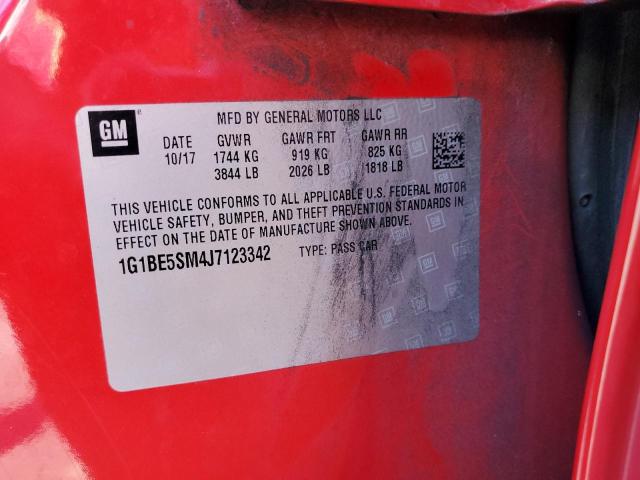 GM
MFD BY GENERAL MOTORS LLC
DATE GVWR GAWR FRT GAWR RR
10/17 1744 KG 919 KG 825 KG
3844 LB 2026 LB 1818 LB
THIS VEHICLE CONFORMS TO ALL APPLICABLE U.S. FEDERAL MOTOR
VEHICLE SAFETY, BUMPER, AND THEFT PREVENTION STANDARDS IN
EFFECT ON THE DATE OF MANUFACTURE SHOWN ABOVE.
1G1BE5SM4J7123342 TYPE: PASS CAR